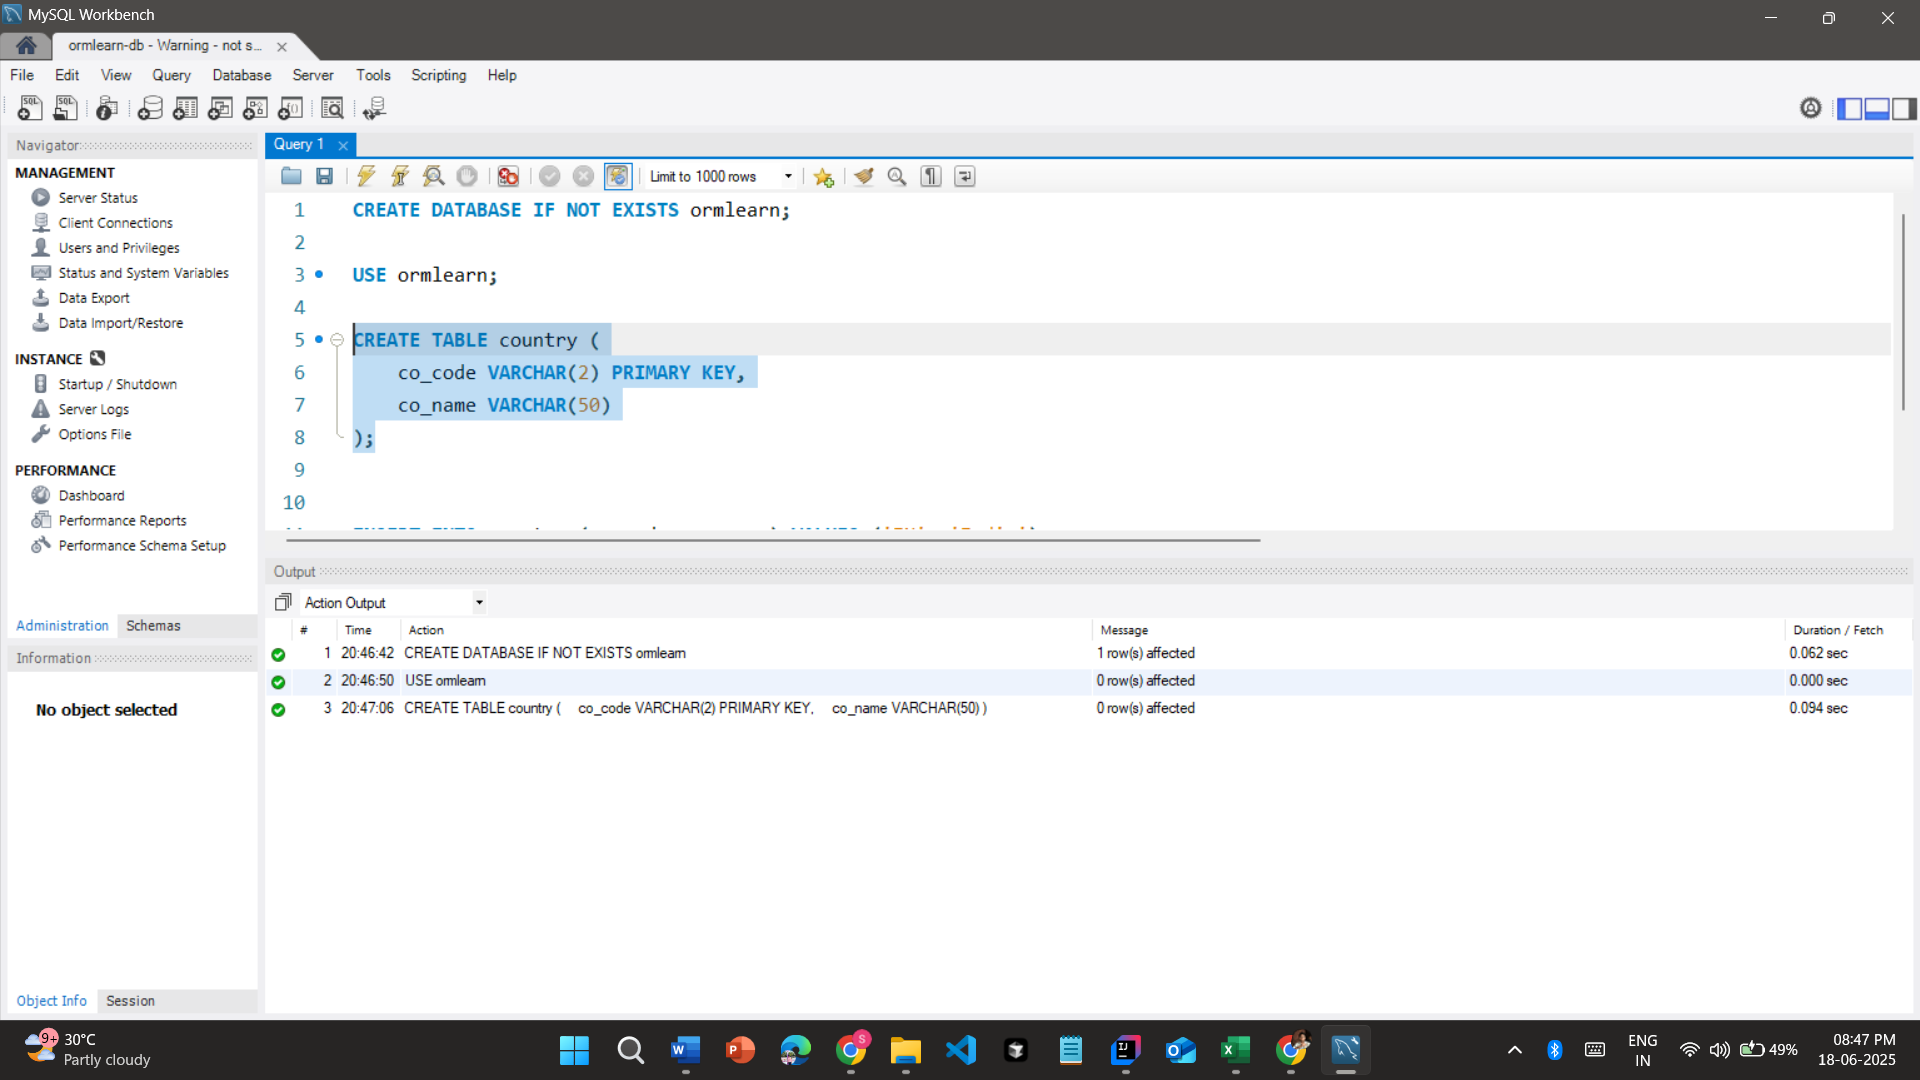 MySQL Workbench
ormlearn-db - Warning - not s...
File Edit View Query Database Server Tools Scripting Help
Navigator
MANAGEMENT
Server Status
Client Connections
Users and Privileges
Status and System Variables
Data Export
Data Import/Restore
INSTANCE
Startup / Shutdown
Server Logs
Options File
PERFORMANCE
Dashboard
Performance Reports
Performance Schema Setup
Administration Schemas
Information
No object selected
Object Info Session
Query 1
Limit to 1000 rows
1 CREATE DATABASE IF NOT EXISTS ormlearn;
2
3 USE ormlearn;
4
5 CREATE TABLE country (
6 co_code VARCHAR(2) PRIMARY KEY,
7 co_name VARCHAR(50)
8 );
9
10
Output
Action Output
# Time Action Message Duration / Fetch
1 20:46:42 CREATE DATABASE IF NOT EXISTS ormlearn 1 row(s) affected 0.062 sec
2 20:46:50 USE ormlearn 0 row(s) affected 0.000 sec
3 20:47:06 CREATE TABLE country ( co_code VARCHAR(2) PRIMARY KEY, co_name VARCHAR(50) ) 0 row(s) affected 0.094 sec
9+
30°C
Partly cloudy
S
ENG
IN
49%
08:47 PM
18-06-2025